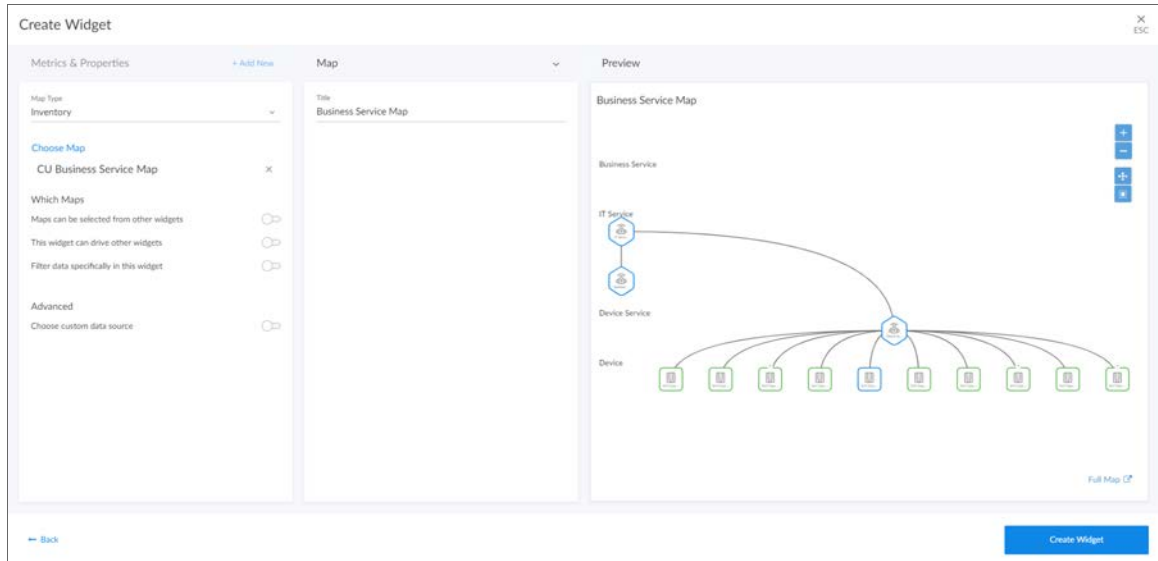 Create Widget
ESC
Metrics & Properties
+ Add New
Map
Preview
Map Type
Inventory
Choose Map
CU Business Service Map
Which Maps
Maps can be selected from other widgets
This widget can drive other widgets
Filter data specifically in this widget
Advanced
Choose custom data source
Title
Business Service Map
Business Service Map
Business Service
IT Service
Device Service
Device
Full Map
Back
Create Widget